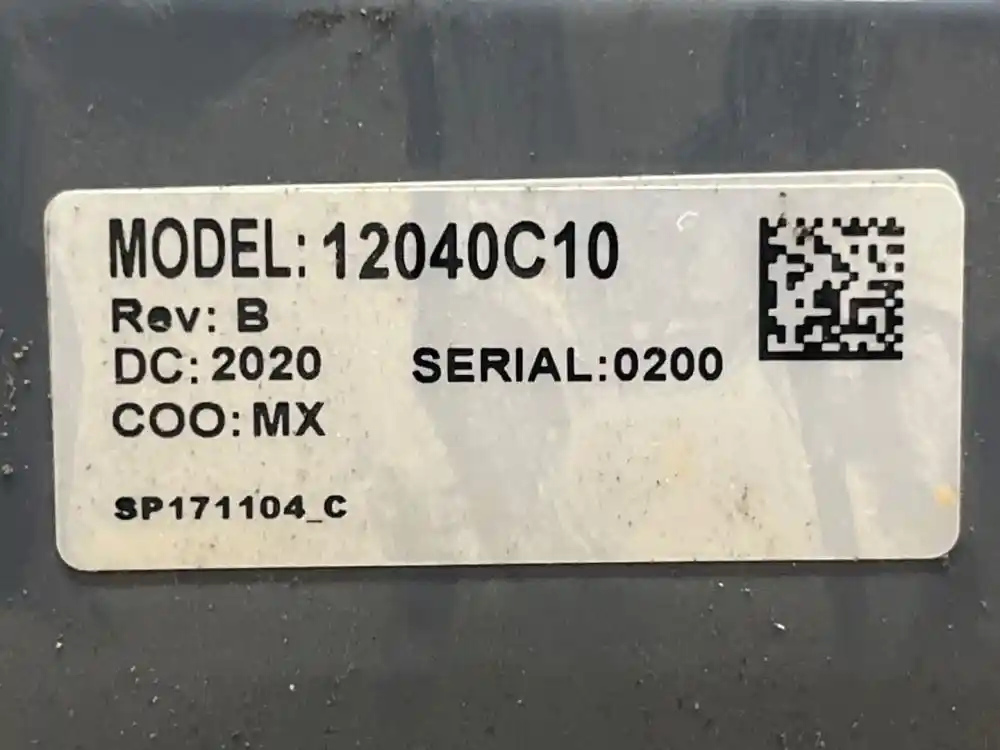 MODEL: 12040C10
Rev: B
DC: 2020 SERIAL:0200
COO: MX
SP171104_C